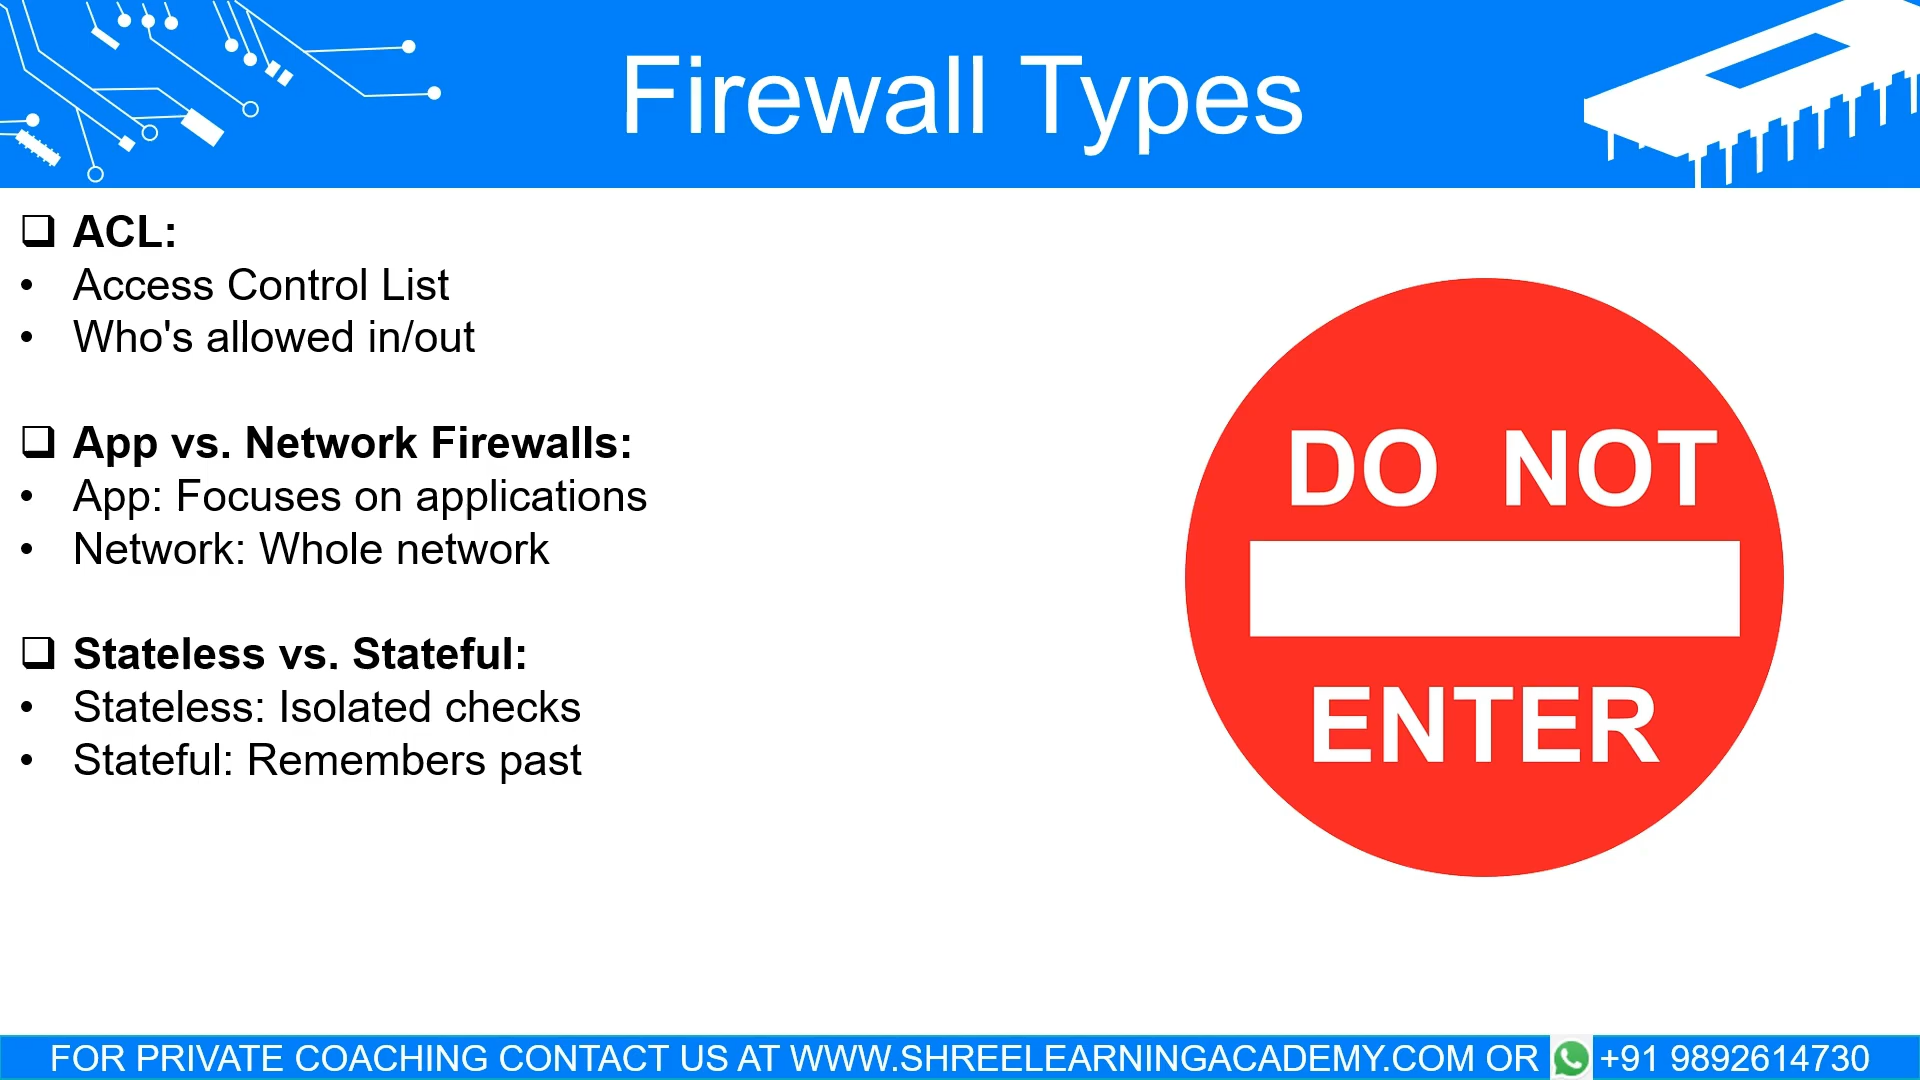 Firewall Types
❑ ACL:
• Access Control List
• Who's allowed in/out
❑ App vs. Network Firewalls:
• App: Focuses on applications
• Network: Whole network
❑ Stateless vs. Stateful:
• Stateless: Isolated checks
• Stateful: Remembers past
DO NOT
ENTER
FOR PRIVATE COACHING CONTACT US AT WWW.SHREELEARNINGACADEMY.COM OR +91 9892614730